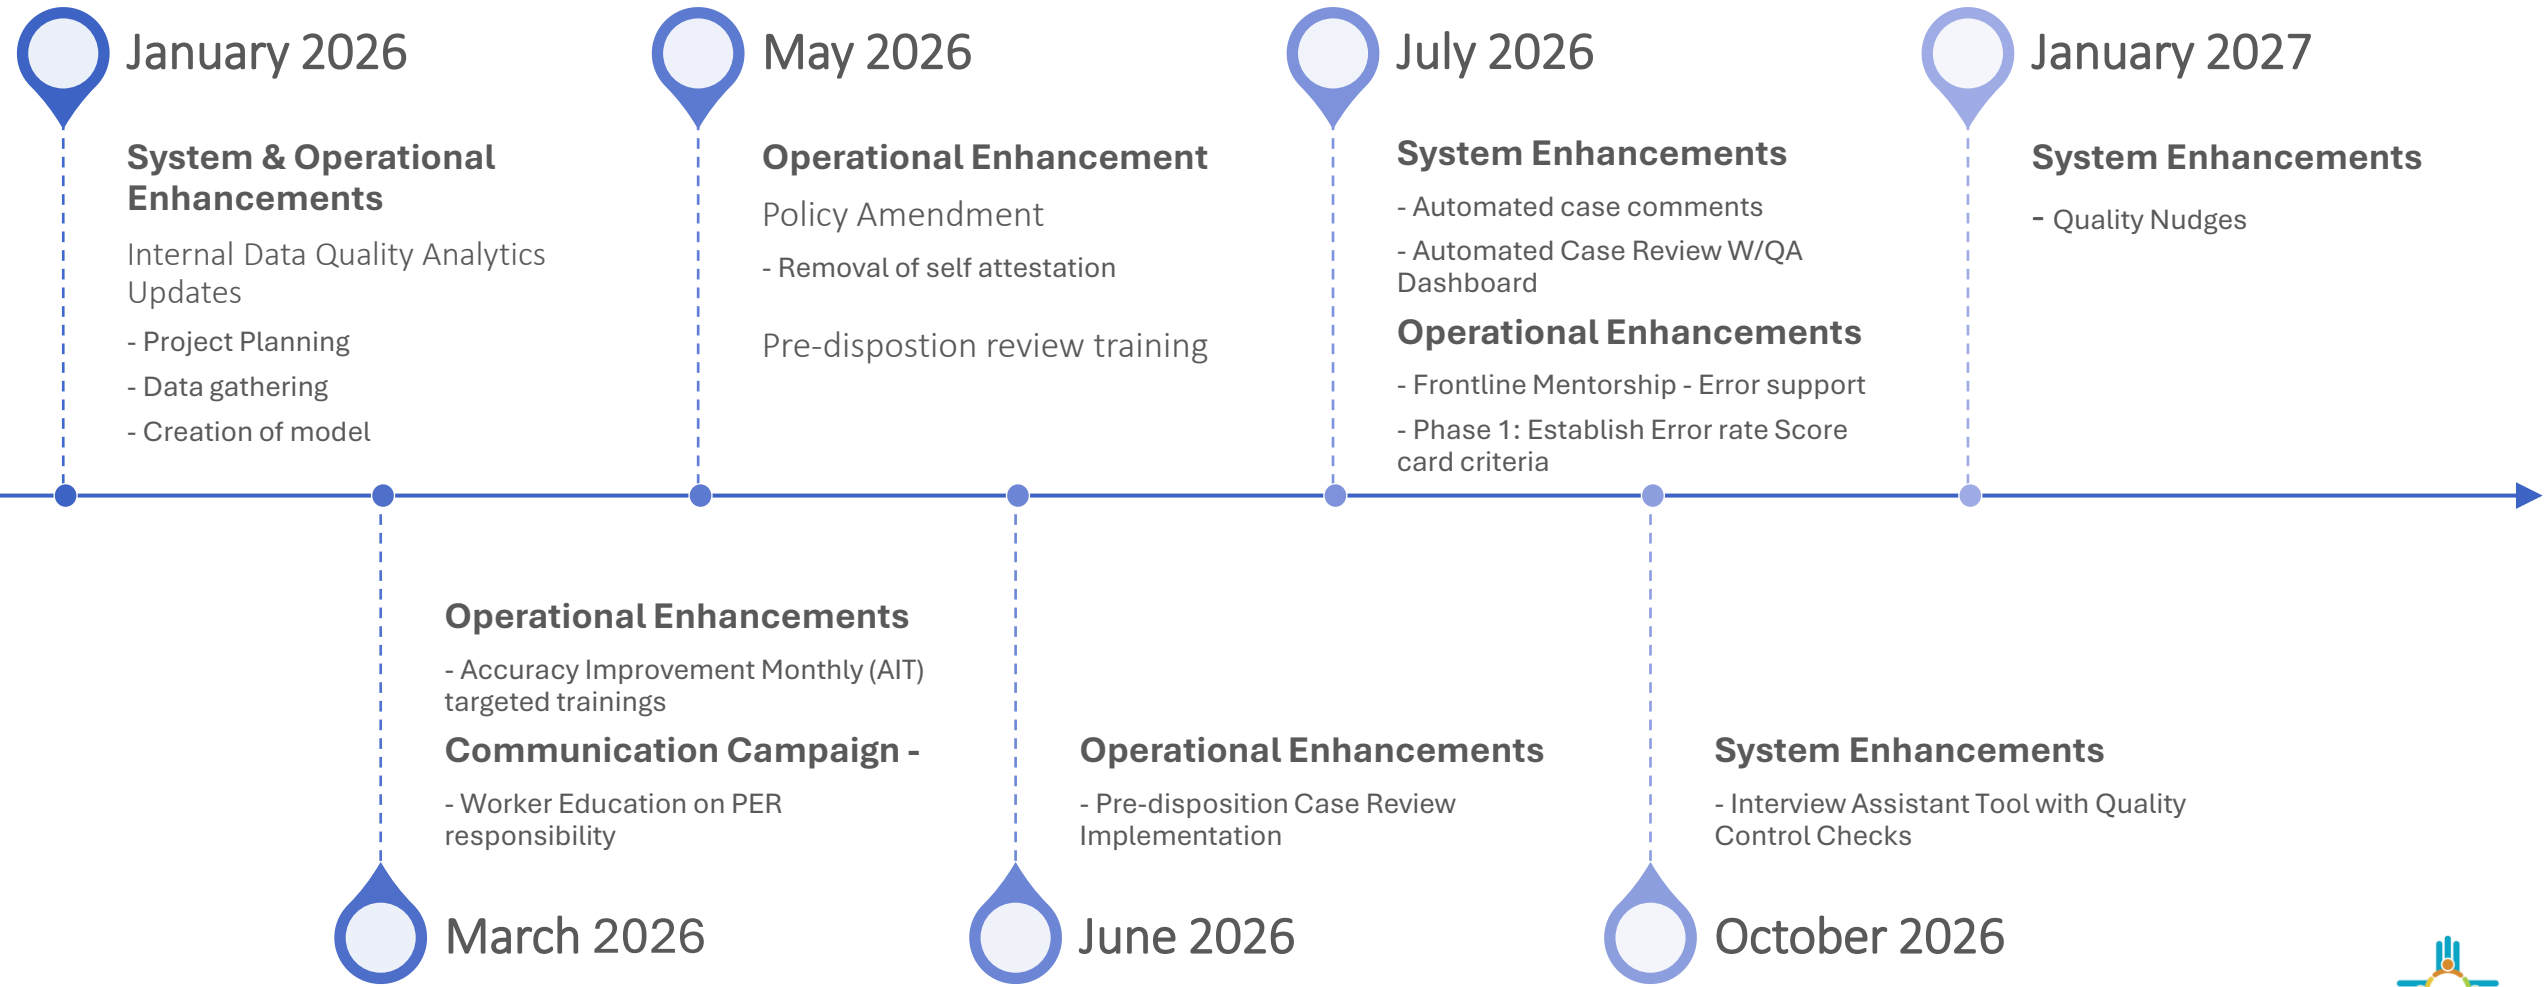 January 2026
System & Operational
Enhancements
Internal Data Quality Analytics
Updates
- Project Planning
- Data gathering
- Creation of model
May 2026
Operational Enhancement
Policy Amendment
- Removal of self attestation
Pre-dispostion review training
July 2026
System Enhancements
- Automated case comments
- Automated Case Review W/QA
Dashboard
Operational Enhancements
- Frontline Mentorship - Error support
- Phase 1: Establish Error rate Score
card criteria
January 2027
System Enhancements
- Quality Nudges
Operational Enhancements
- Accuracy Improvement Monthly (AIT)
targeted trainings
Communication Campaign -
- Worker Education on PER
responsibility
March 2026
Operational Enhancements
- Pre-disposition Case Review
Implementation
June 2026
System Enhancements
- Interview Assistant Tool with Quality
Control Checks
October 2026